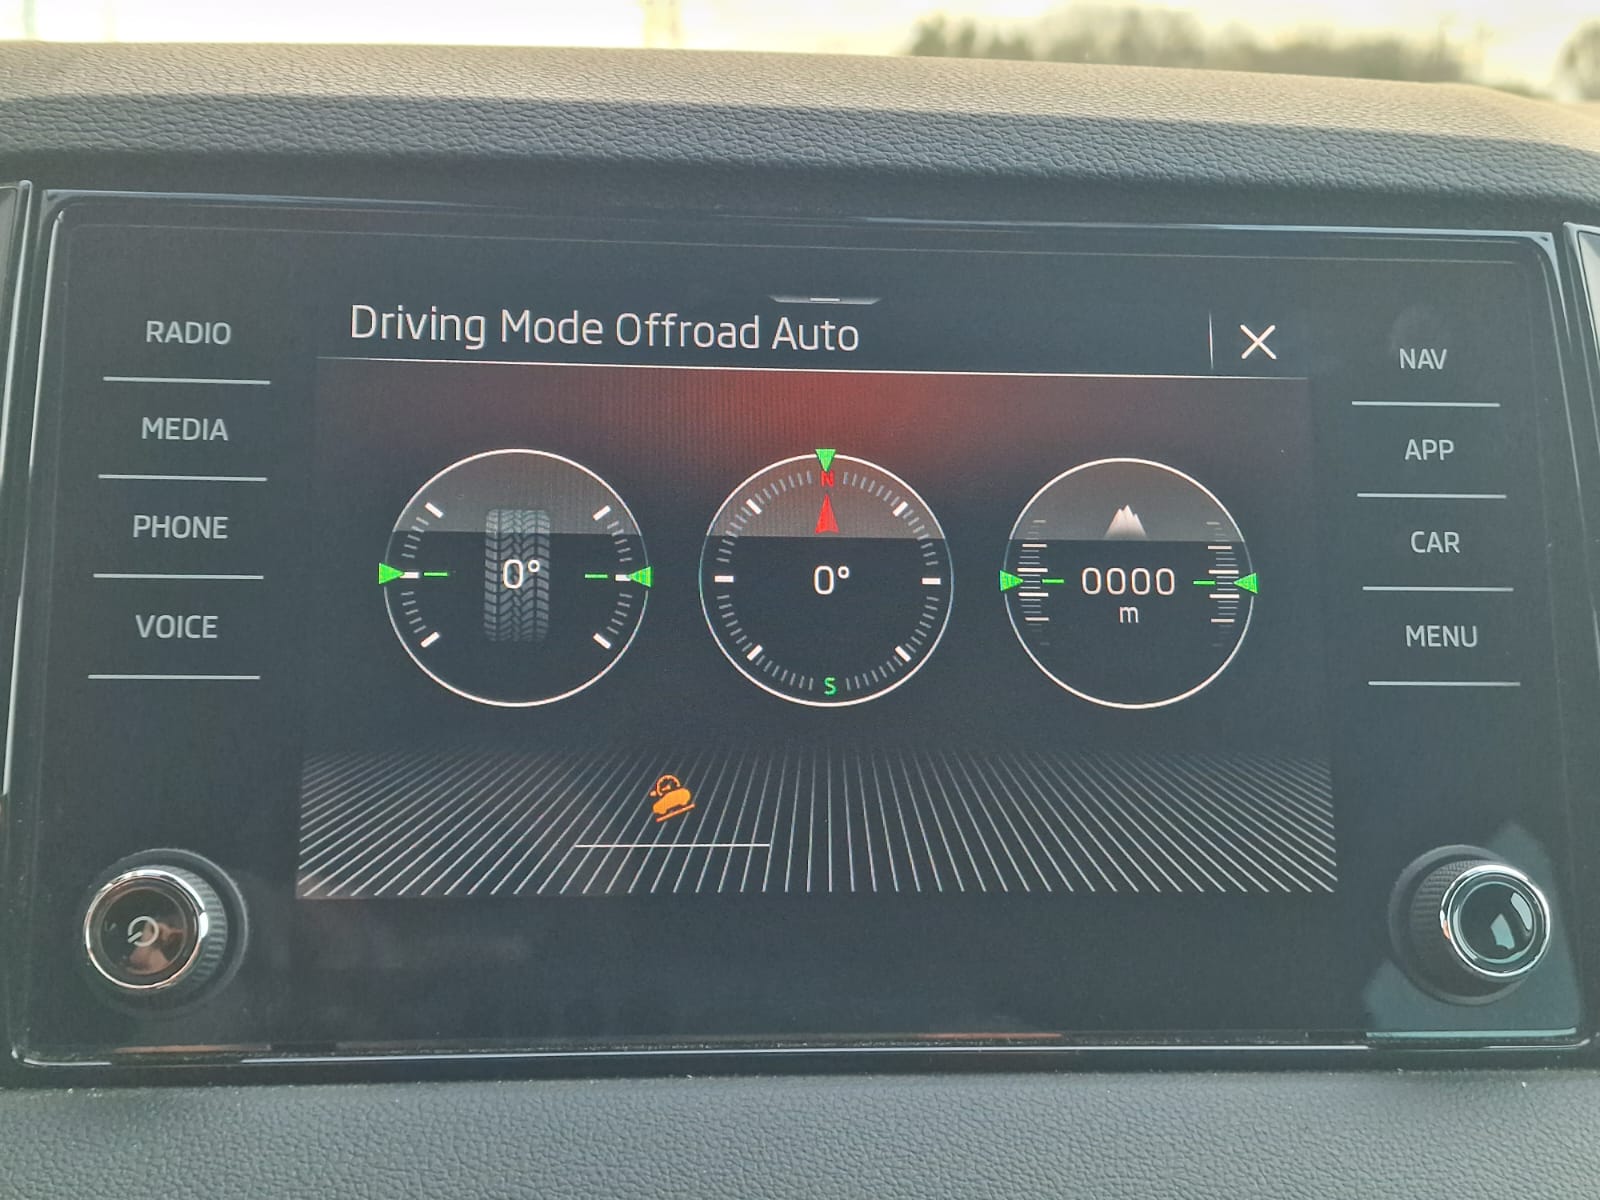 Driving Mode Offroad Auto
RADIO
MEDIA
PHONE
VOICE
0°
N
0°
S
0000
m
NAV
APP
CAR
MENU